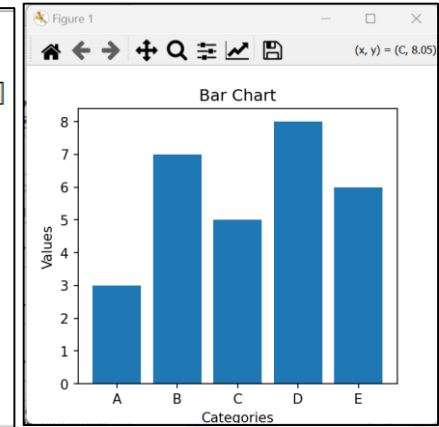 Figure 1
(x, y) = (C, 8.05)
Bar Chart
8
7
6
5
4
3
2
1
0
Values
A B C D E
Categories